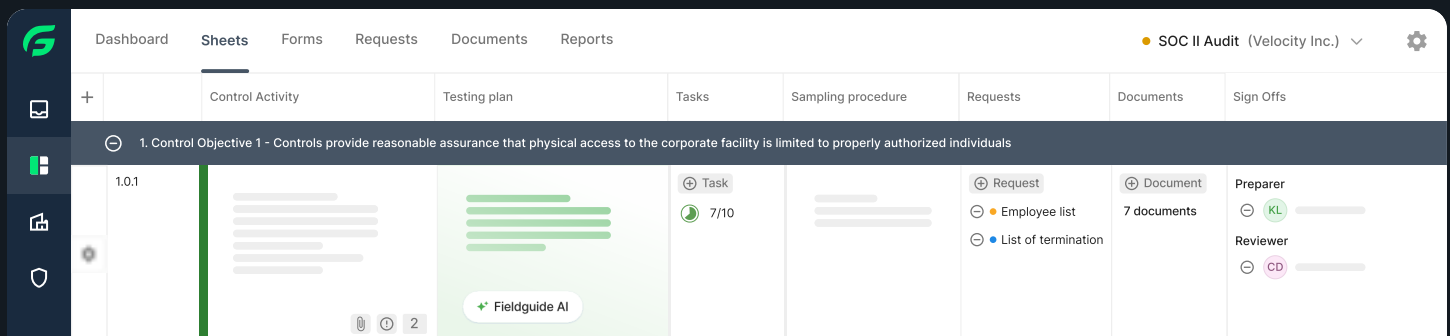 Dashboard
Sheets
Forms
Requests
Documents
Reports
SOC II Audit (Velocity Inc.)
Control Activity
Testing plan
Tasks
Sampling procedure
Requests
Documents
Sign Offs
1. Control Objective 1 - Controls provide reasonable assurance that physical access to the corporate facility is limited to properly authorized individuals
1.0.1
2
Fieldguide AI
Task
7/10
Request
Employee list
List of termination
Document
7 documents
Preparer
KL
Reviewer
CD